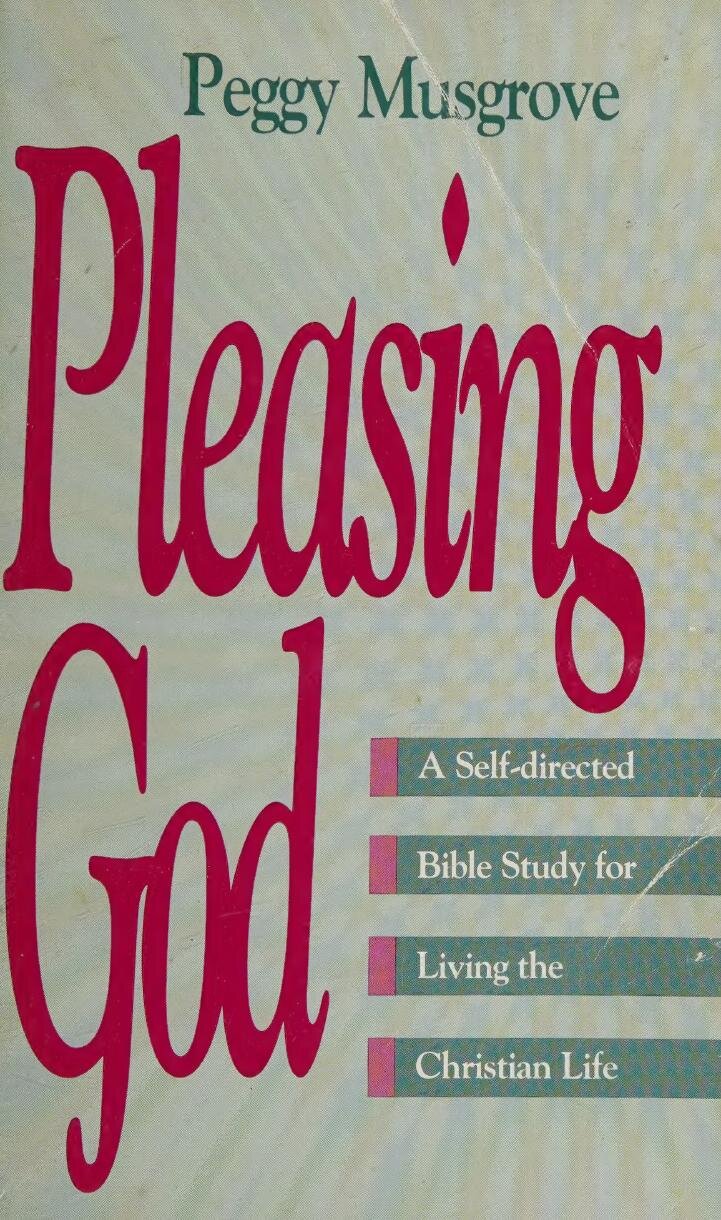 Peggy Musgrove
Pleasing
God
A Self-directed
Bible Study for
Living the
Christian Life